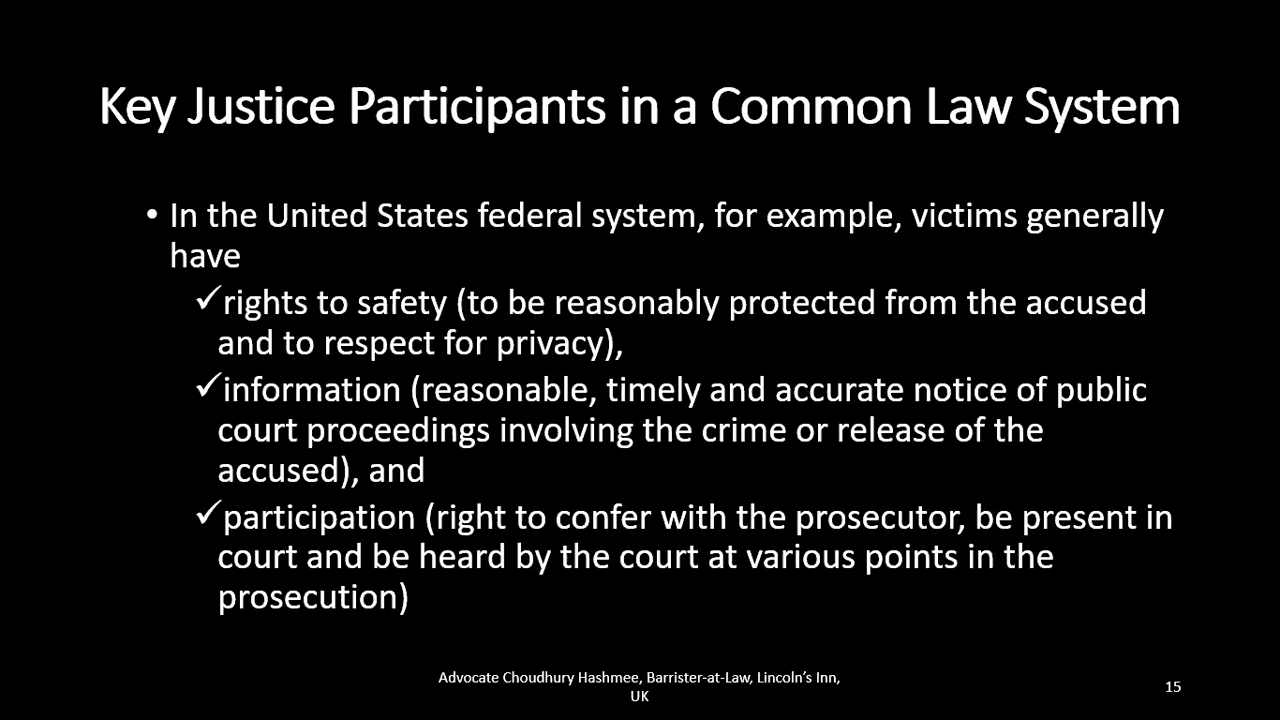 Key Justice Participants in a Common Law System
• In the United States federal system, for example, victims generally
have
✓rights to safety (to be reasonably protected from the accused
and to respect for privacy),
✓information (reasonable, timely and accurate notice of public
court proceedings involving the crime or release of the
accused), and
✓participation (right to confer with the prosecutor, be present in
court and be heard by the court at various points in the
prosecution)
Advocate Choudhury Hashmee, Barrister-at-Law, Lincoln’s Inn,
UK
15